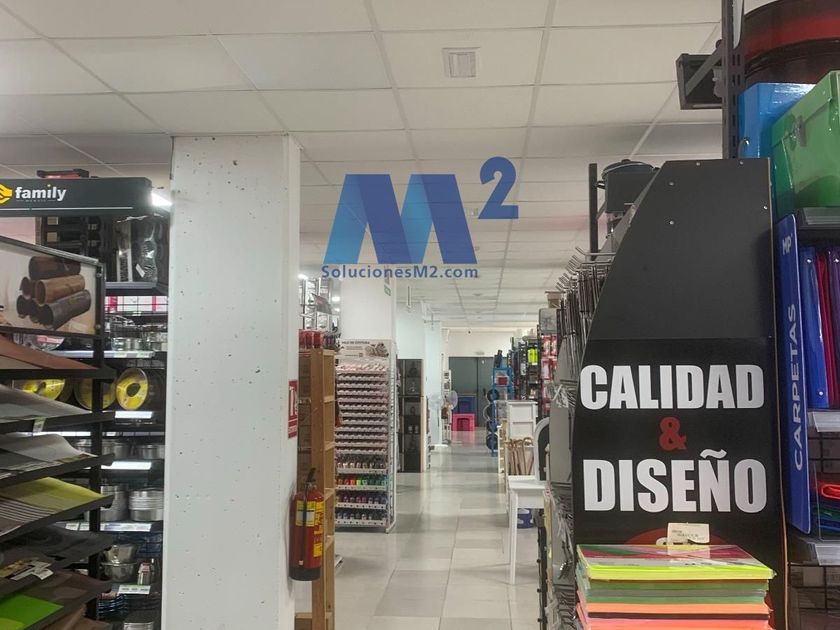 family
M²
SolucionesM2.com
CALIDAD
&
DISEÑO
CARPETAS